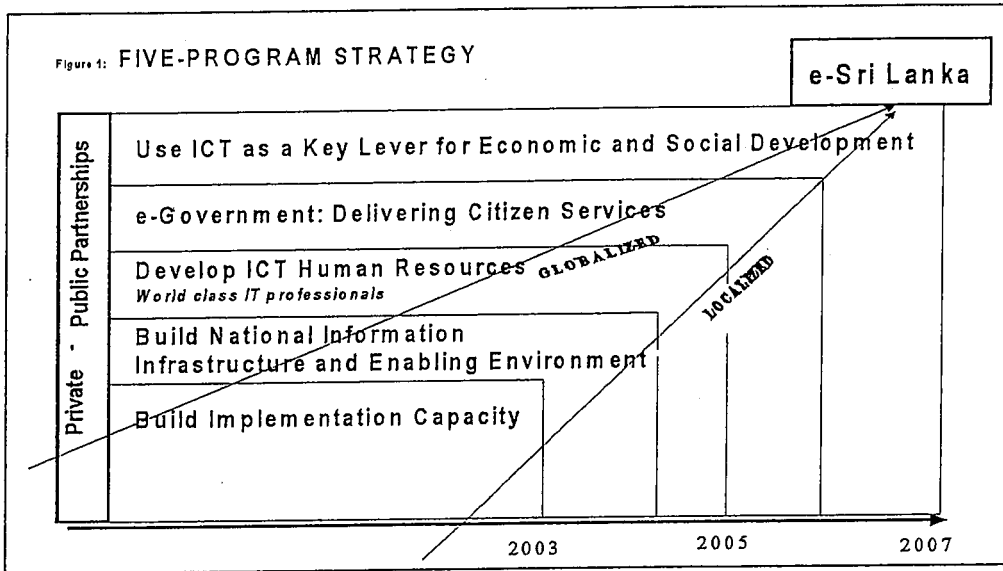 Figure 1: FIVE-PROGRAM STRATEGY
e-Sri Lanka
Private - Public Partnerships
Use ICT as a Key Lever for Economic and Social Development
e-Government: Delivering Citizen Services
Develop ICT Human Resources
World class IT professionals
GLOBALIZED
LOCALIZED
Build National Information
Infrastructure and Enabling Environment
Build Implementation Capacity
2003 2005 2007